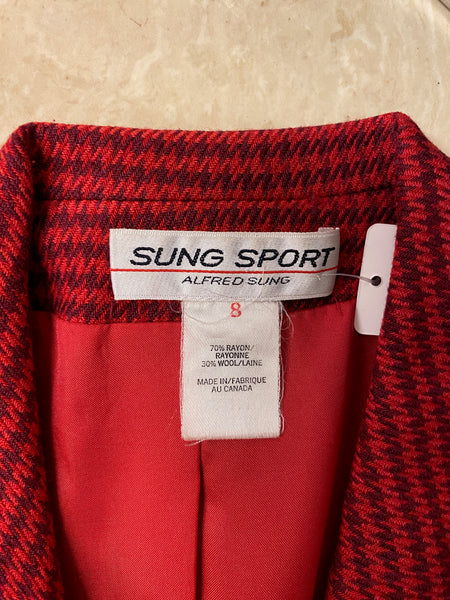 SUNG SPORT
ALFRED SUNG
8
70% RAYON/
RAYONNE
30% WOOL/LAINE
MADE IN/FABRIQUE
AU CANADA